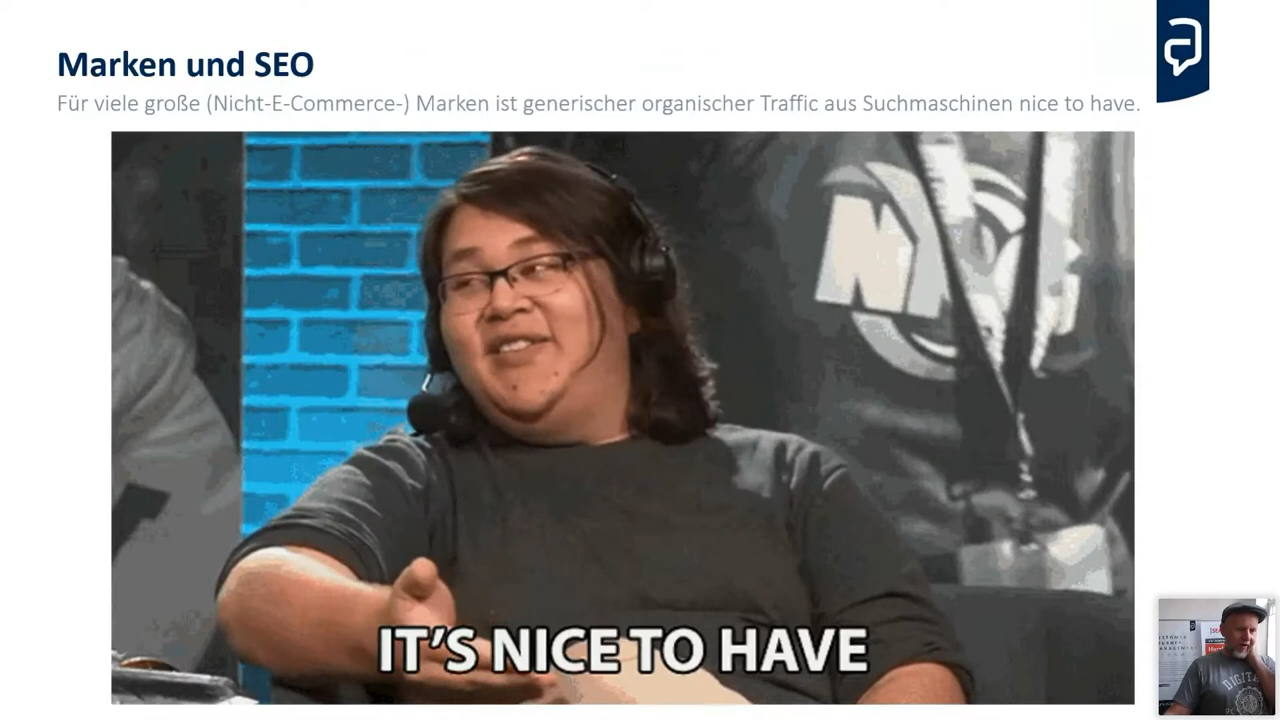 Marken und SEO
Für viele große (Nicht-E-Commerce-) Marken ist generischer organischer Traffic aus Suchmaschinen nice to have.
IT'S NICE TO HAVE